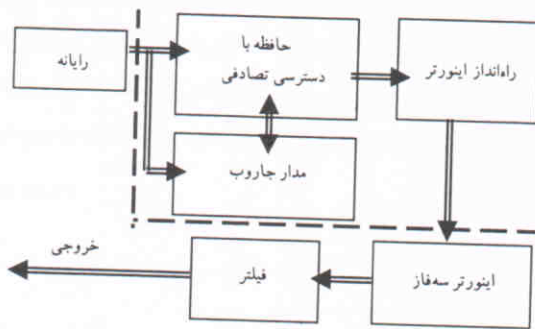 رایانه
حافظه با
دسترسی تصادفی
راه‌انداز اینورتر
مدار جاروب
خروجی
فیلتر
اینورتر سه‌فاز